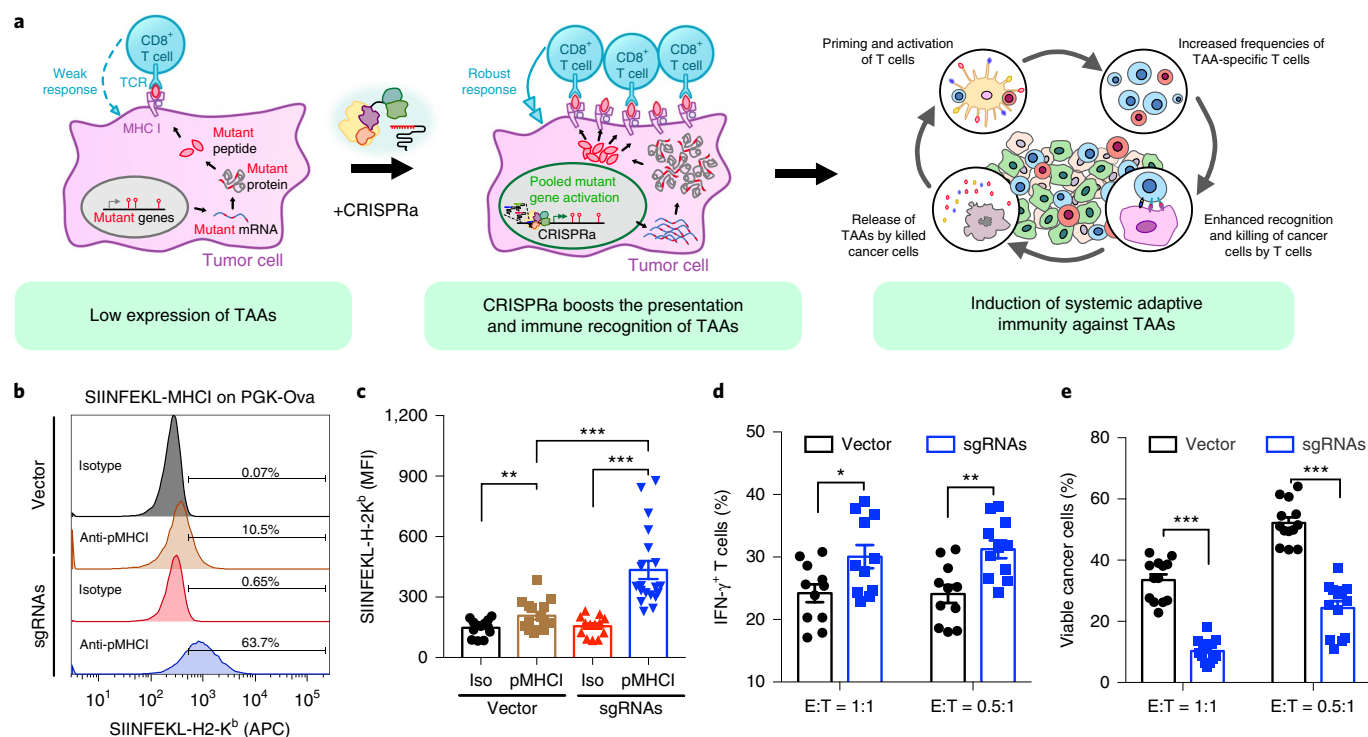 a
CD8+
T cell
Weak
response
TCR
MHC I
Mutant
peptide
Mutant
protein
Mutant genes
Mutant mRNA
Tumor cell
Low expression of TAAs
+CRISPRa
CD8+
T cell
CD8+
T cell
CD8+
T cell
Robust
response
Pooled mutant
gene activation
CRISPRa
Tumor cell
CRISPRa boosts the presentation
and immune recognition of TAAs
Priming and activation
of T cells
Increased frequencies of
TAA-specific T cells
Release of
TAAs by killed
cancer cells
Enhanced recognition
and killing of cancer
cells by T cells
Induction of systemic adaptive
immunity against TAAs
b
SIINFEKL-MHCI on PGK-Ova
Vector
sgRNAs
Isotype
0.07%
Anti-pMHCI
10.5%
Isotype
0.65%
Anti-pMHCI
63.7%
10¹ 10² 10³ 10⁴ 10⁵
SIINFEKL-H2-Kᵇ (APC)
c
SIINFEKL-H-2Kᵇ (MFI)
1,200
900
600
300
0
**
***
***
Iso pMHCI Iso pMHCI
Vector sgRNAs
d
IFN-γ+ T cells (%)
50
40
30
20
10
Vector sgRNAs
*
**
E:T = 1:1 E:T = 0.5:1
e
Viable cancer cells (%)
80
60
40
20
0
Vector sgRNAs
***
***
E:T = 1:1 E:T = 0.5:1